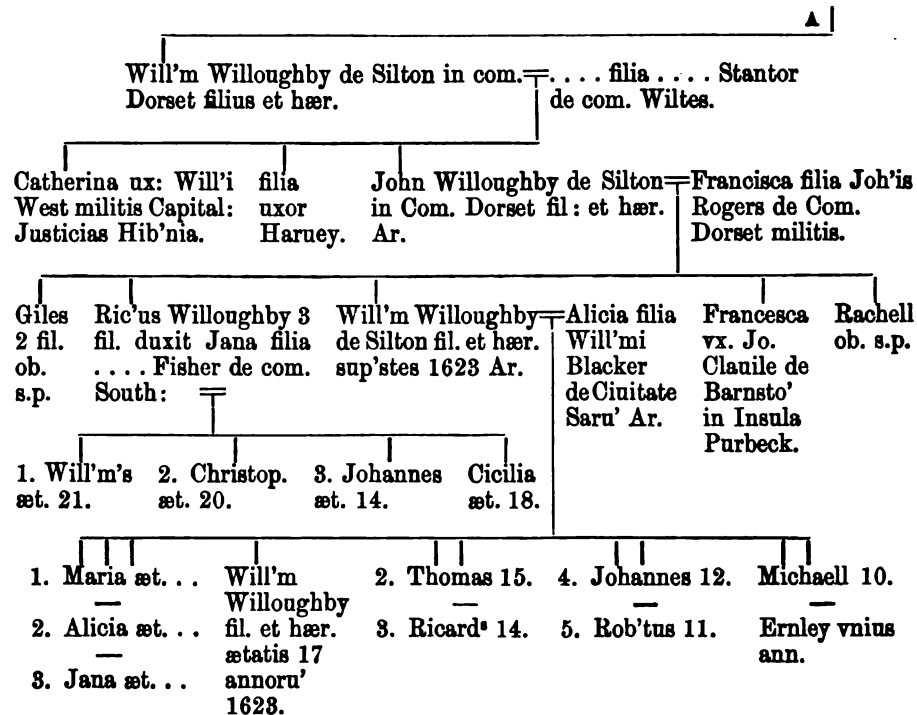 A
Will'm Willoughby de Silton in com.
Dorset filius et hær.
. . . . filia . . . . Stantor
de com. Wiltes.
Catherina ux: Will'i
West militis Capital:
Justicias Hib'nia.
filia
uxor
Haruey.
John Willoughby de Silton
in Com. Dorset fil: et hær.
Ar.
Francisca filia Joh'is
Rogers de Com.
Dorset militis.
Giles
2 fil.
ob.
s.p.
Ric'us Willoughby 3
fil. duxit Jana filia
. . . . Fisher de com.
South:
Will'm Willoughby
de Silton fil. et hær.
sup'stes 1623 Ar.
Alicia filia
Will'mi
Blacker
de Ciuitate
Saru' Ar.
Francesca
vx. Jo.
Clauile de
Barnsto'
in Insula
Purbeck.
Rachell
ob. s.p.
1. Will'm's
æt. 21.
2. Christop.
æt. 20.
3. Johannes
æt. 14.
Cicilia
æt. 18.
1. Maria æt. . .
2. Alicia æt. . .
3. Jana æt. . .
Will'm
Willoughby
fil. et hær.
ætatis 17
annoru'
1623.
2. Thomas 15.
3. Ricardˢ 14.
4. Johannes 12.
5. Rob'tus 11.
Michaell 10.
Ernley vnius
ann.